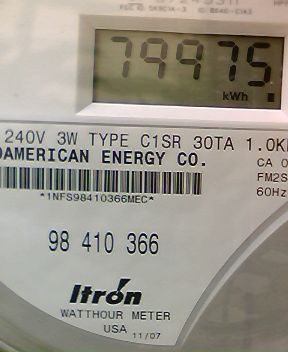 79975
kWh
240V 3W TYPE C1SR 30TA 1.0K
AMERICAN ENERGY CO.
CA 0
FM2S
60Hz
*1NFS98410366MEC*
98 410 366
Itrón
WATTHOUR METER
USA 11/07